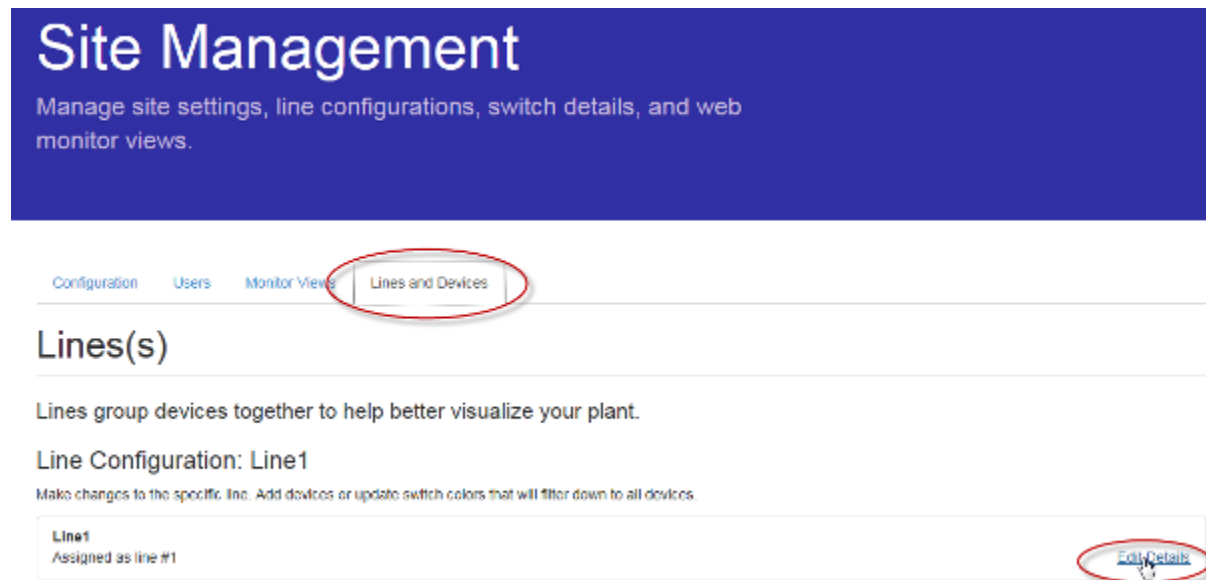 Site Management
Manage site settings, line configurations, switch details, and web
monitor views.
Configuration Users Monitor Views Lines and Devices
Lines(s)
Lines group devices together to help better visualize your plant.
Line Configuration: Line1
Make changes to the specific line. Add devices or update switch colors that will filter down to all devices.
Line1
Assigned as line #1
Edit Details